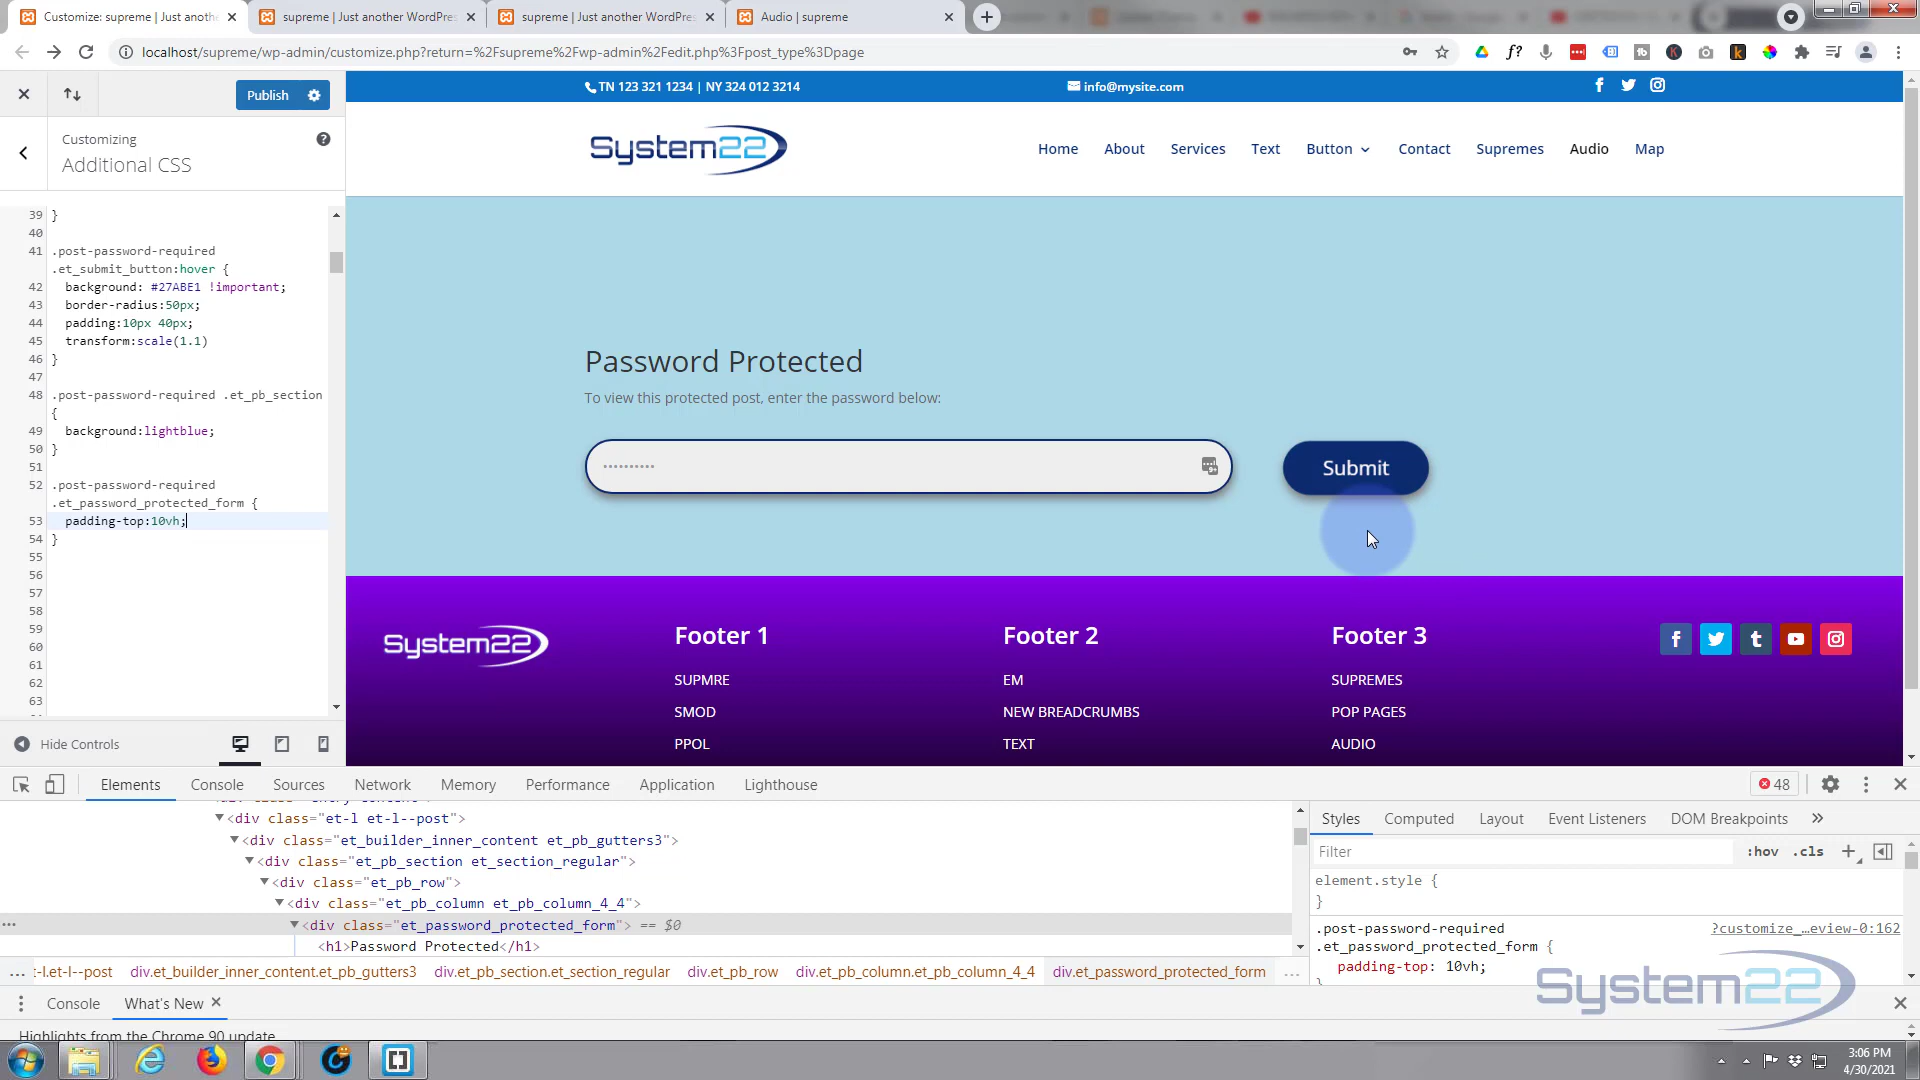 Customize: supreme | Just anoth
supreme | Just another WordPres
supreme | Just another WordPres
Audio | supreme
localhost/supreme/wp-admin/customize.php?return=%2Fsupreme%2Fwp-admin%2Fedit.php%3Fpost_type%3Dpage
Publish
Customizing
Additional CSS
39 }
40
41 .post-password-required
.et_submit_button:hover {
42 background: #27ABE1 !important;
43 border-radius:50px;
44 padding:10px 40px;
45 transform:scale(1.1)
46 }
47
48 .post-password-required .et_pb_section
{
49 background:lightblue;
50 }
51
52 .post-password-required
.et_password_protected_form {
53 padding-top:10vh;
54 }
55
56
57
58
59
60
61
62
63
Hide Controls
TN 123 321 1234 | NY 324 012 3214
info@mysite.com
System22
Home About Services Text Button Contact Supremes Audio Map
Password Protected
To view this protected post, enter the password below:
Submit
System22
Footer 1
SUPMRE
SMOD
PPOL
Footer 2
EM
NEW BREADCRUMBS
TEXT
Footer 3
SUPREMES
POP PAGES
AUDIO
Elements Console Sources Network Memory Performance Application Lighthouse
48
<div class="et-l et-l--post">
<div class="et_builder_inner_content et_pb_gutters3">
<div class="et_pb_section et_section_regular">
<div class="et_pb_row">
<div class="et_pb_column et_pb_column_4_4">
<div class="et_password_protected_form"> == $0
<h1>Password Protected</h1>
... t-l.et-l--post div.et_builder_inner_content.et_pb_gutters3 div.et_pb_section.et_section_regular div.et_pb_row div.et_pb_column.et_pb_column_4_4 div.et_password_protected_form ...
Styles Computed Layout Event Listeners DOM Breakpoints
Filter
:hov .cls
element.style {
}
.post-password-required
?customize_…eview-0:162
.et_password_protected_form {
padding-top: 10vh;
System22
Console What's New
Highlights from the Chrome 90 update
3:06 PM
4/30/2021